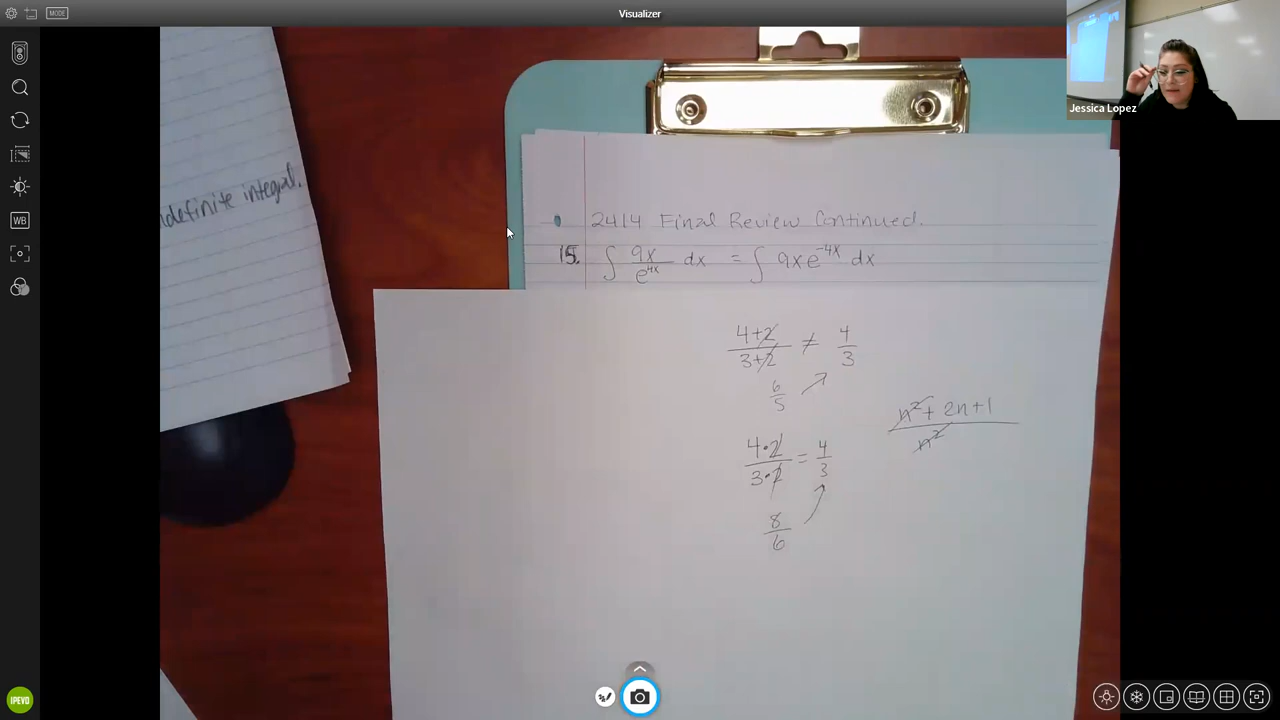 MODE
Visualizer
Jessica Lopez
ndefinite integral.
2414 Final Review Continued.
15. ∫ 9x/e^{4x} dx = ∫ 9xe^{-4x} dx
4+2/3+2 ≠ 4/3
6/5
n²+2n+1/n²
4·2/3·2 = 4/3
8/6
WB
IPEVO